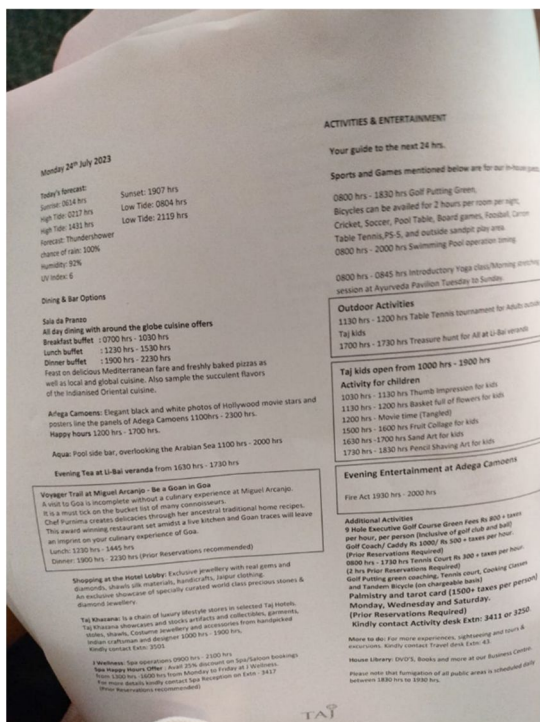 Monday 24th July 2023
Today's forecast:
Sunrise: 0614 hrs
Sunset: 1907 hrs
High Tide: 0217 hrs
Low Tide: 0804 hrs
High Tide: 1431 hrs
Low Tide: 2119 hrs
Forecast: Thundershower
chance of rain: 100%
Humidity: 92%
UV Index: 6
Dining & Bar Options
Sala da Pranzo
All day dining with around the globe cuisine offers
Breakfast buffet : 0700 hrs - 1030 hrs
Lunch buffet : 1230 hrs - 1530 hrs
Dinner buffet : 1900 hrs - 2230 hrs
Feast on delicious Mediterranean fare and freshly baked pizzas as
well as local and global cuisine. Also sample the succulent flavors
of the Indianised Oriental cuisine.
Adega Camoens: Elegant black and white photos of Hollywood movie stars and
posters line the panels of Adega Camoens 1100hrs - 2300 hrs.
Happy hours 1200 hrs - 1700 hrs.
Aqua: Pool side bar, overlooking the Arabian Sea 1100 hrs - 2000 hrs
Evening Tea at Li-Bai veranda from 1630 hrs - 1730 hrs
Voyager Trail at Miguel Arcanjo - Be a Goan in Goa
A visit to Goa is incomplete without a culinary experience at Miguel Arcanjo.
It is a must tick on the bucket list of many connoisseurs.
Chef Purnima creates delicacies through her ancestral traditional home recipes.
This award winning restaurant set amidst a live kitchen and Goan traces will leave
an imprint on your culinary experience of Goa.
Lunch: 1230 hrs - 1445 hrs
Dinner: 1900 hrs - 2230 hrs (Prior Reservations recommended)
Shopping at the Hotel Lobby: Exclusive jewellery with real gems and
diamonds, shawls silk materials, handicrafts, Jaipur clothing.
An exclusive showcase of specially curated world class precious stones &
diamond jewellery.
Taj Khazana: Is a chain of luxury lifestyle stores in selected Taj Hotels.
Taj Khazana showcases and stocks artifacts and collectibles, garments,
stoles, shawls, Costume Jewellery and accessories from handpicked
Indian craftsman and designer 1000 hrs - 1900 hrs,
Kindly contact Extn: 3501
J Wellness: Spa operations 0900 hrs - 2100 hrs
Spa Happy Hours Offer : Avail 25% discount on Spa/Saloon bookings
from 1300 hrs -1600 hrs from Monday to Friday at J Wellness.
For more details kindly contact Spa Reception on Extn - 3417
(Prior Reservations recommended)
ACTIVITIES & ENTERTAINMENT
Your guide to the next 24 hrs.
Sports and Games mentioned below are for our in-house guests
0800 hrs - 1830 hrs Golf Putting Green,
Bicycles can be availed for 2 hours per room per night,
Cricket, Soccer, Pool Table, Board games, Foosball, Carrom
Table Tennis,PS-5, and outside sandpit play area.
0800 hrs - 2000 hrs Swimming Pool operation timing.
0800 hrs - 0845 hrs Introductory Yoga class/Morning stretching
session at Ayurveda Pavilion Tuesday to Sunday.
Outdoor Activities
1130 hrs - 1200 hrs Table Tennis tournament for Adults outside
Taj kids
1700 hrs - 1730 hrs Treasure hunt for All at Li-Bai veranda
Taj kids open from 1000 hrs - 1900 hrs
Activity for children
1030 hrs - 1130 hrs Thumb Impression for kids
1130 hrs - 1200 hrs Basket full of flowers for kids
1200 hrs - Movie time (Tangled)
1500 hrs - 1600 hrs Fruit Collage for kids
1630 hrs -1700 hrs Sand Art for kids
1730 hrs - 1830 hrs Pencil Shaving Art for kids
Evening Entertainment at Adega Camoens
Fire Act 1930 hrs - 2000 hrs
Additional Activities
9 Hole Executive Golf Course Green Fees Rs 800 + taxes
per hour, per person (Inclusive of golf club and ball)
Golf Coach/ Caddy Rs 1000/ Rs 500 + taxes per hour.
(Prior Reservations Required)
0800 hrs - 1730 hrs Tennis Court Rs 300 + taxes per hour.
(2 hrs Prior Reservations Required)
Golf Putting green coaching, Tennis court, Cooking Classes
and Tandem Bicycle (on chargeable basis)
Palmistry and tarot card (1500+ taxes per person)
Monday, Wednesday and Saturday.
(Prior Reservations Required)
Kindly contact Activity desk Extn: 3411 or 3250.
More to do: For more experiences, sightseeing and tours &
excursions. Kindly contact Travel desk Extn: 43.
House Library: DVD'S, Books and more at our Business Centre.
Please note that fumigation of all public areas is scheduled daily
between 1830 hrs to 1930 hrs.
TAJ